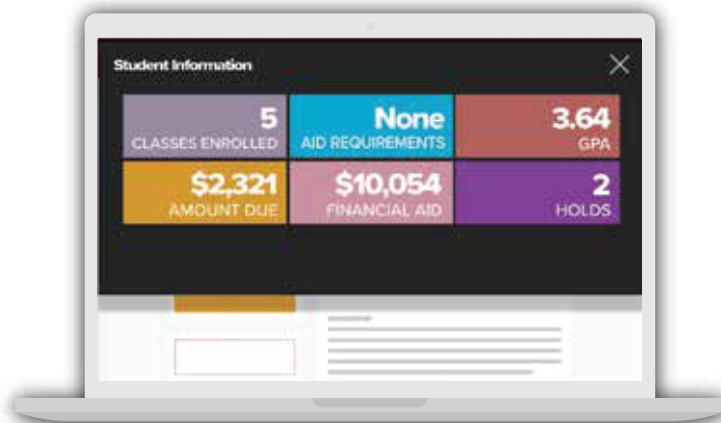 Student Information
5
CLASSES ENROLLED
None
AID REQUIREMENTS
3.64
GPA
$2,321
AMOUNT DUE
$10,054
FINANCIAL AID
2
HOLDS